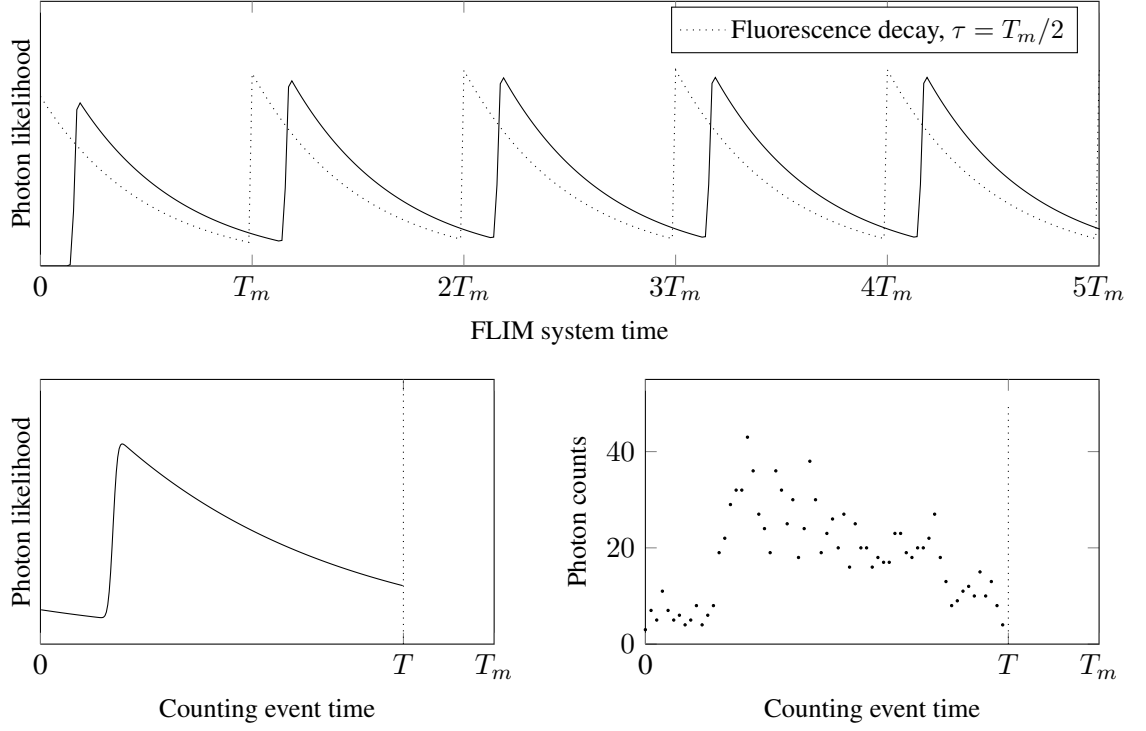 Photon likelihood
Fluorescence decay, τ = T_m/2
0 T_m 2T_m 3T_m 4T_m 5T_m
FLIM system time
Photon likelihood
0 T T_m
Counting event time
Photon counts
40
20
0
0 T T_m
Counting event time